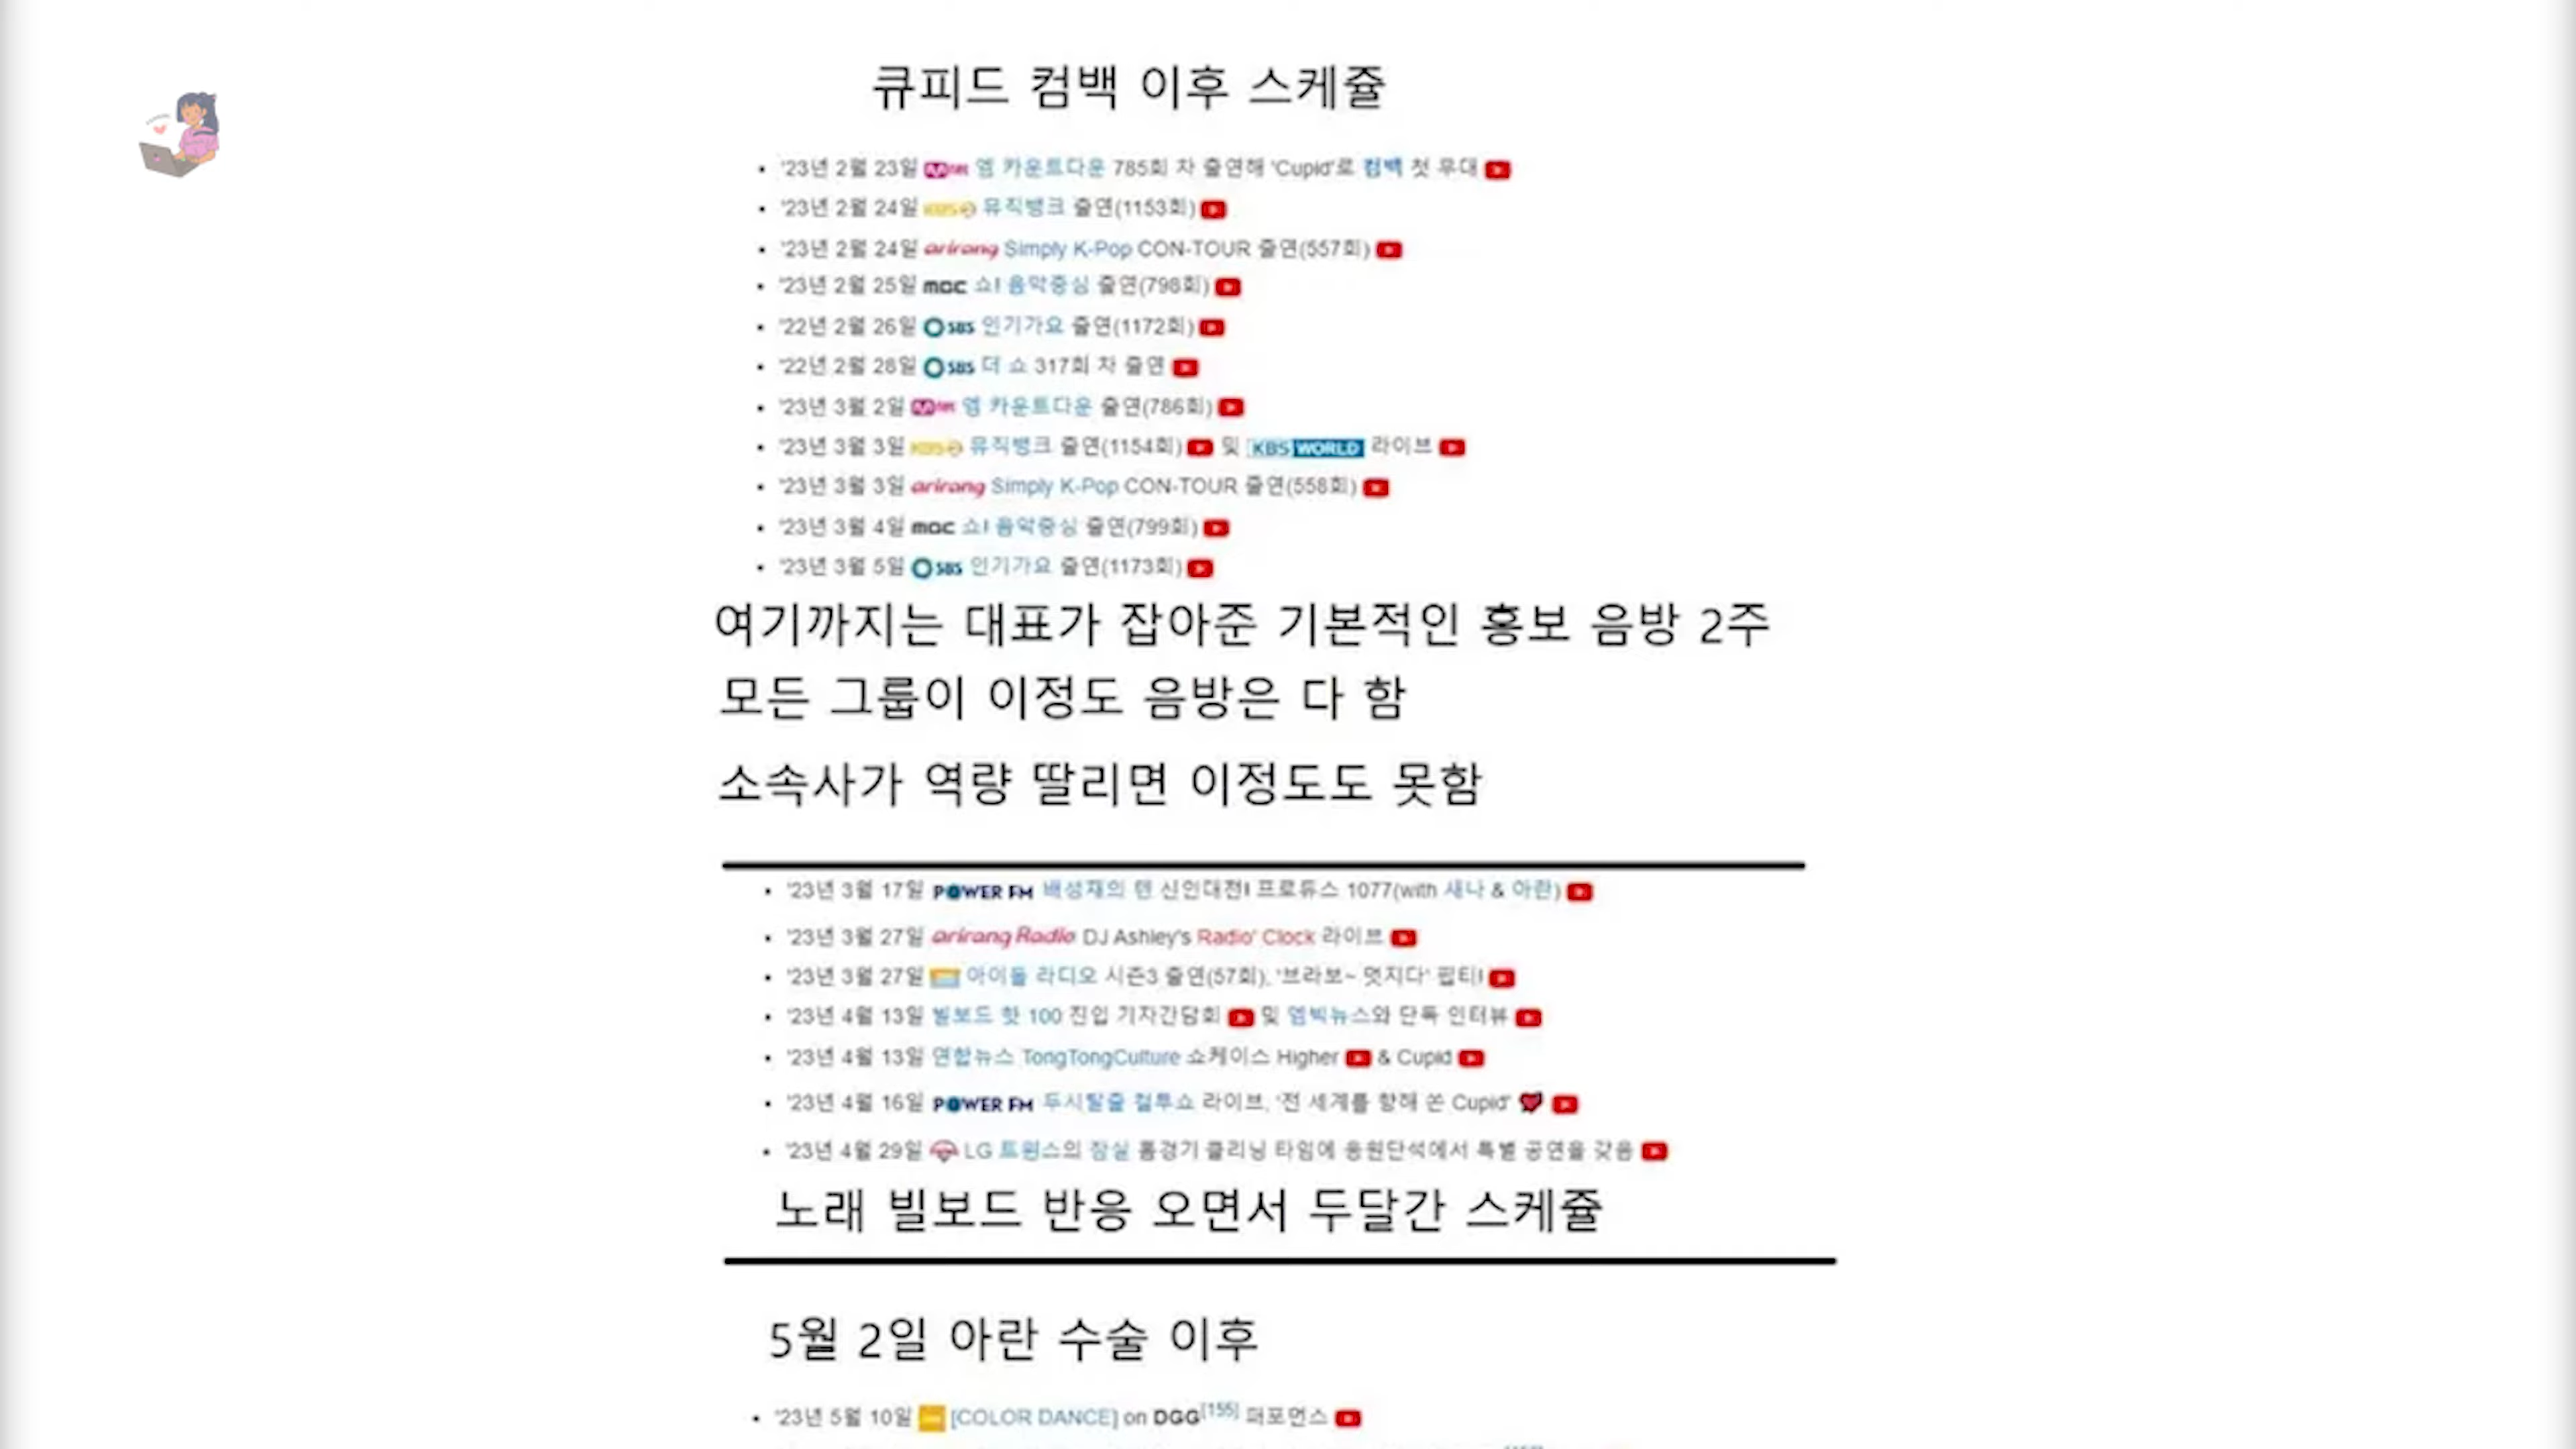 큐피드 컴백 이후 스케쥴
'23년 2월 23일 Mnet 엠 카운트다운 785회 차 출연해 'Cupid'로 컴백 첫 무대
'23년 2월 24일 KBS 뮤직뱅크 출연(1153회)
'23년 2월 24일 arirang Simply K-Pop CON-TOUR 출연(557회)
'23년 2월 25일 mbc 쇼! 음악중심 출연(798회)
'22년 2월 26일 SBS 인기가요 출연(1172회)
'22년 2월 28일 SBS 더 쇼 317회 차 출연
'23년 3월 2일 Mnet 엠 카운트다운 출연(786회)
'23년 3월 3일 KBS 뮤직뱅크 출연(1154회) 및 KBS WORLD 라이브
'23년 3월 3일 arirang Simply K-Pop CON-TOUR 출연(558회)
'23년 3월 4일 mbc 쇼! 음악중심 출연(799회)
'23년 3월 5일 SBS 인기가요 출연(1173회)
여기까지는 대표가 잡아준 기본적인 홍보 음방 2주
모든 그룹이 이정도 음방은 다 함
소속사가 역량 딸리면 이정도도 못함
'23년 3월 17일 POWER FM 배성재의 텐 신인대전! 프로듀스 1077(with 새나 & 아란)
'23년 3월 27일 arirang Radio DJ Ashley's Radio' Clock 라이브
'23년 3월 27일 아이돌 라디오 시즌3 출연(57회), '브라보~ 멋지다' 핍티!
'23년 4월 13일 빌보드 핫 100 진입 기자간담회 및 엠빅뉴스와 단독 인터뷰
'23년 4월 13일 연합뉴스 TongTongCulture 쇼케이스 Higher & Cupid
'23년 4월 16일 POWER FM 두시탈출 컬투쇼 라이브, '전 세계를 향해 쏜 Cupid'
'23년 4월 29일 LG 트윈스의 잠실 홈경기 클리닝 타임에 응원단석에서 특별 공연을 갖음
노래 빌보드 반응 오면서 두달간 스케쥴
5월 2일 아란 수술 이후
'23년 5월 10일 [COLOR DANCE] on DGG[155] 퍼포먼스